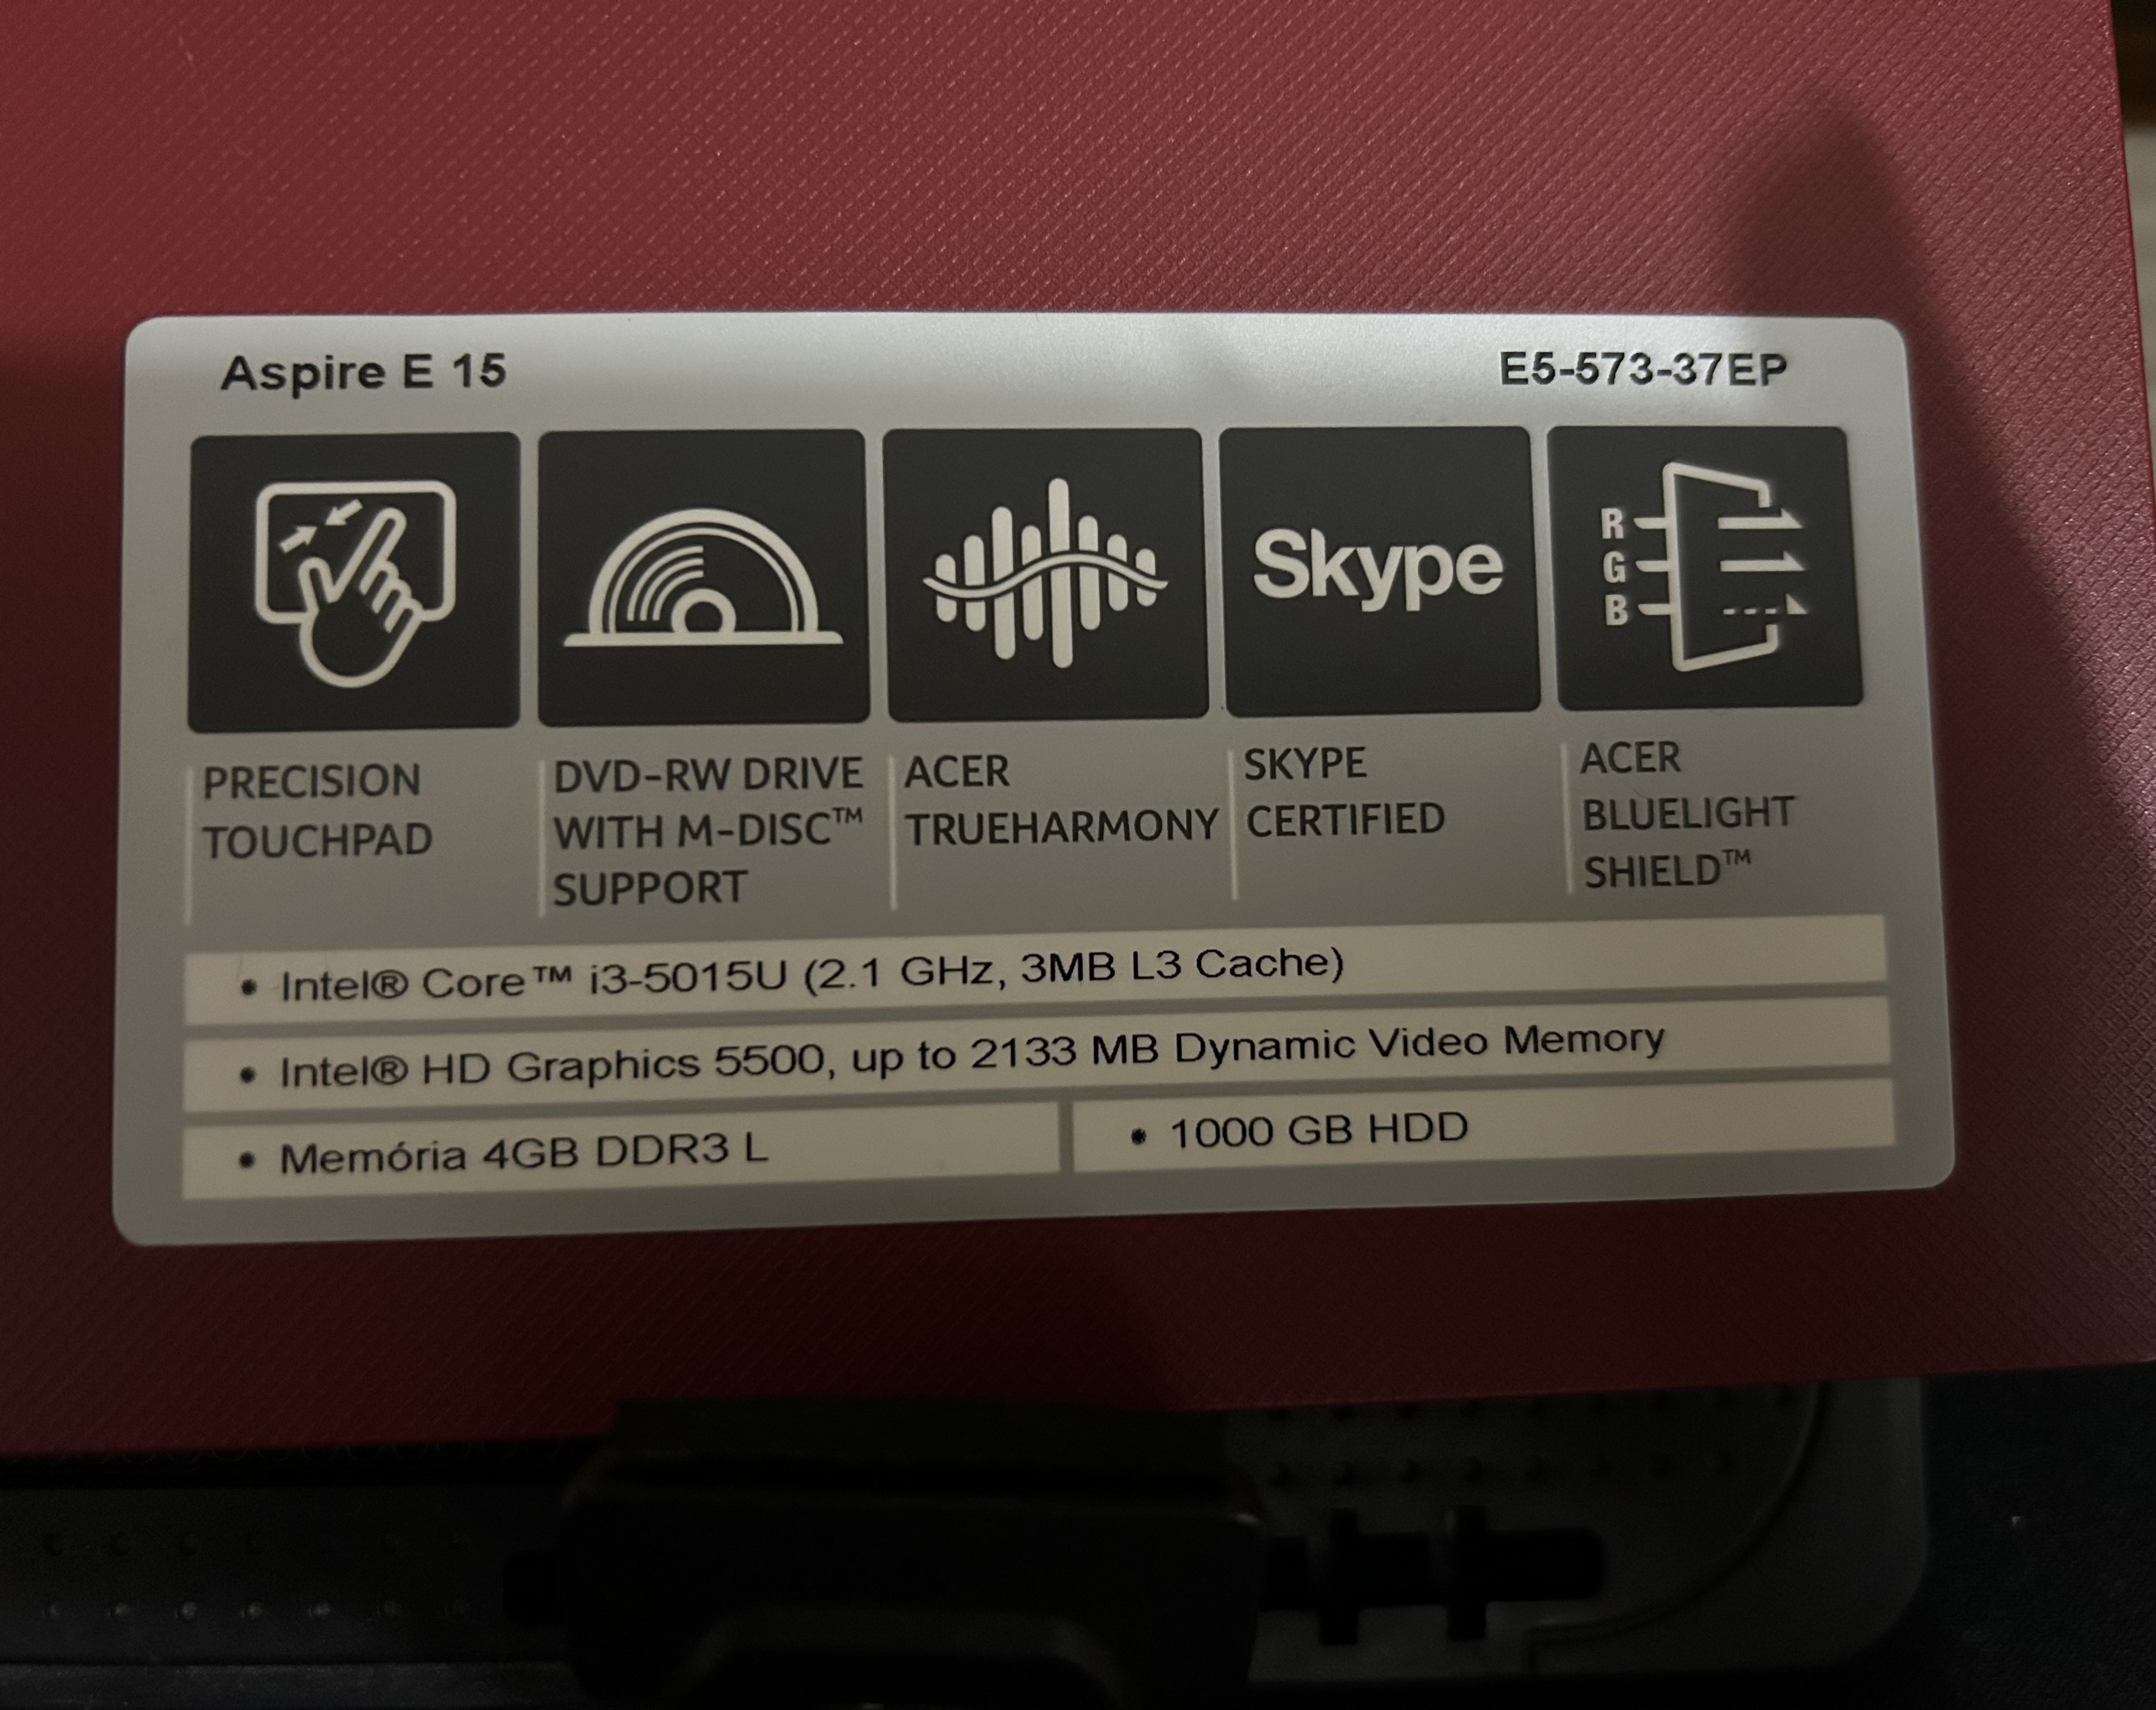 Aspire E 15
E5-573-37EP
Skype
R
G
B
PRECISION
TOUCHPAD
DVD-RW DRIVE
WITH M-DISC™
SUPPORT
ACER
TRUEHARMONY
SKYPE
CERTIFIED
ACER
BLUELIGHT
SHIELD™
• Intel® Core™ i3-5015U (2.1 GHz, 3MB L3 Cache)
• Intel® HD Graphics 5500, up to 2133 MB Dynamic Video Memory
• Memória 4GB DDR3 L
• 1000 GB HDD